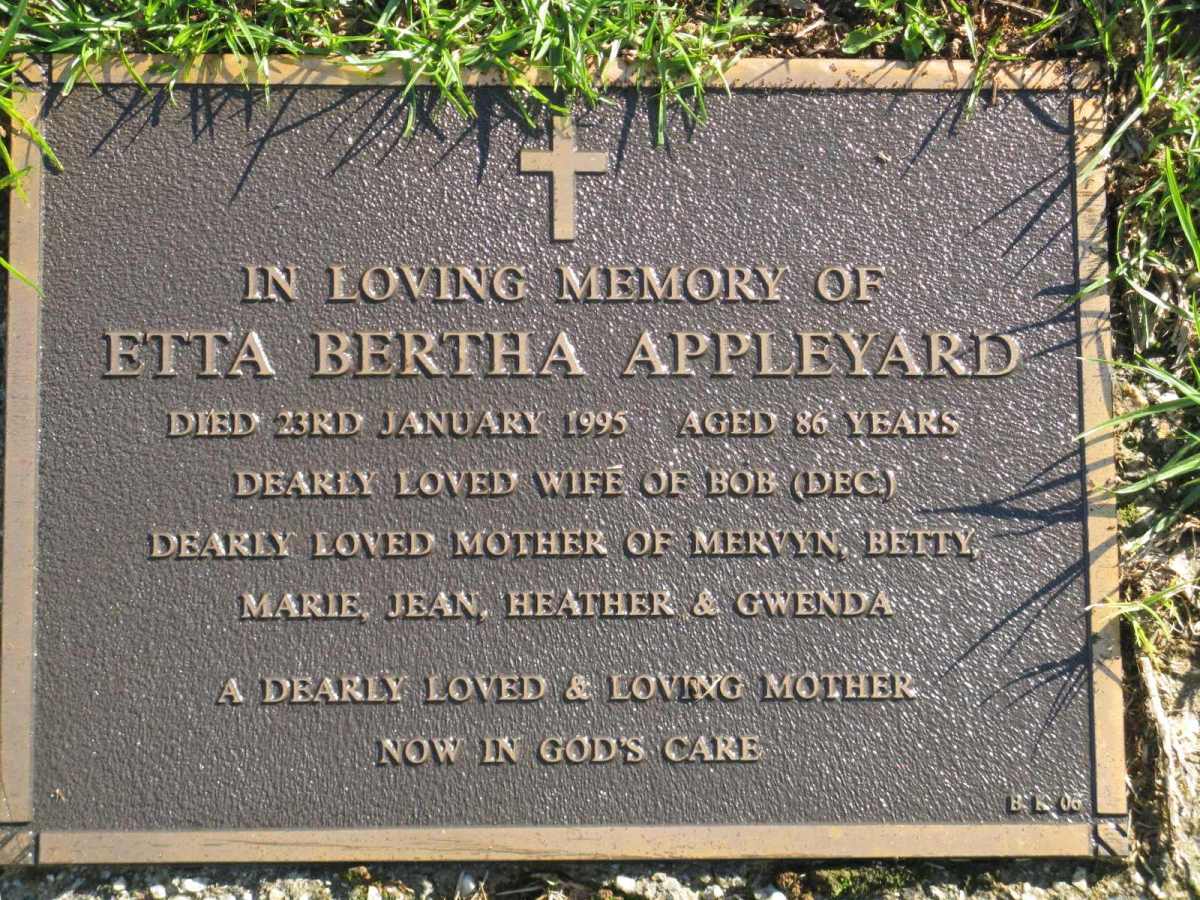 IN LOVING MEMORY OF
ETTA BERTHA APPLEYARD
DIED 23RD JANUARY 1995 AGED 86 YEARS
DEARLY LOVED WIFE OF BOB (DEC.)
DEARLY LOVED MOTHER OF MERVYN, BETTY,
MARIE, JEAN, HEATHER & GWENDA
A DEARLY LOVED & LOVING MOTHER
NOW IN GOD'S CARE
06